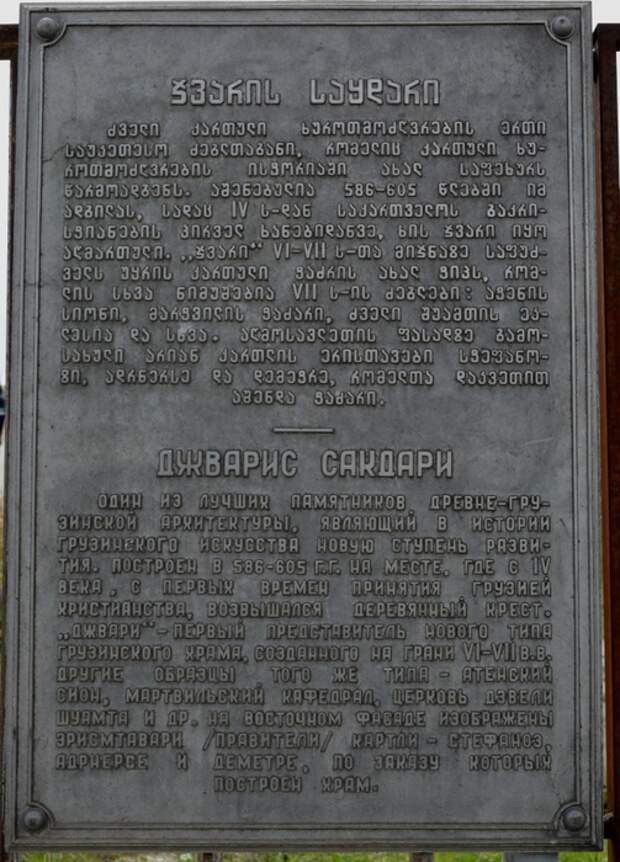 ჯვარის საყდარი
ძველი ქართული ხუროთმოძღვრების ერთი
საუკეთესო ძეგლთაგანი, რომელიც ქართული ხუ-
როთმოძღვრების ისტორიაში ახალ საფეხურს
წარმოადგენს. აშენებულია 586-605 წლებში იმ
ადგილას, სადაც IV ს-დან საქართველოს გაქრი-
სტიანების პირველ ხანებიდანვე, ხის ჯვარი იყო
აღმართული. „ჯვარი“ VI-VII ს-თა მიჯნაზე საფუძ-
ველს უყრის ქართული ტაძრის ახალ ტიპს, რომ-
ლის სხვა ნიმუშებია VII ს-ის ძეგლები: ატენის
სიონი, მარტვილის ტაძარი, ძველი შუამთის ეკ-
ლესია და სხვა. აღმოსავლეთის ფასადზე გამო-
სახული არიან ქართლის ერისთავები სტეფანო-
ზი, ადრნერსე და დემეტრე, რომელთა დაკვეთით
აშენდა ტაძარი.
ДЖВАРИС САКДАРИ
ОДИН ИЗ ЛУЧШИХ ПАМЯТНИКОВ ДРЕВНЕ-ГРУ-
ЗИНСКОЙ АРХИТЕКТУРЫ, ЯВЛЯЮЩИЙ В ИСТОРИИ
ГРУЗИНСКОГО ИСКУССТВА НОВУЮ СТУПЕНЬ РАЗВИ-
ТИЯ. ПОСТРОЕН В 586-605 Г.Г. НА МЕСТЕ, ГДЕ С IV
ВЕКА, С ПЕРВЫХ ВРЕМЕН ПРИНЯТИЯ ГРУЗИЕЙ
ХРИСТИАНСТВА, ВОЗВЫШАЛСЯ ДЕРЕВЯННЫЙ КРЕСТ.
„ДЖВАРИ“-ПЕРВЫЙ ПРЕДСТАВИТЕЛЬ НОВОГО ТИПА
ГРУЗИНСКОГО ХРАМА, СОЗДАННОГО НА ГРАНИ VI-VII В.В.
ДРУГИЕ ОБРАЗЦЫ ТОГО ЖЕ ТИПА - АТЕНСКИЙ
СИОН, МАРТВИЛЬСКИЙ КАФЕДРАЛ, ЦЕРКОВЬ ДЗВЕЛИ
ШУАМТА И ДР. НА ВОСТОЧНОМ ФАСАДЕ ИЗОБРАЖЕНЫ
ЭРИСМТАВАРИ /ПРАВИТЕЛИ/ КАРТЛИ - СТЕФАНОЗ,
АДРНЕРСЕ И ДЕМЕТРЕ, ПО ЗАКАЗУ КОТОРЫХ
ПОСТРОЕН ХРАМ.